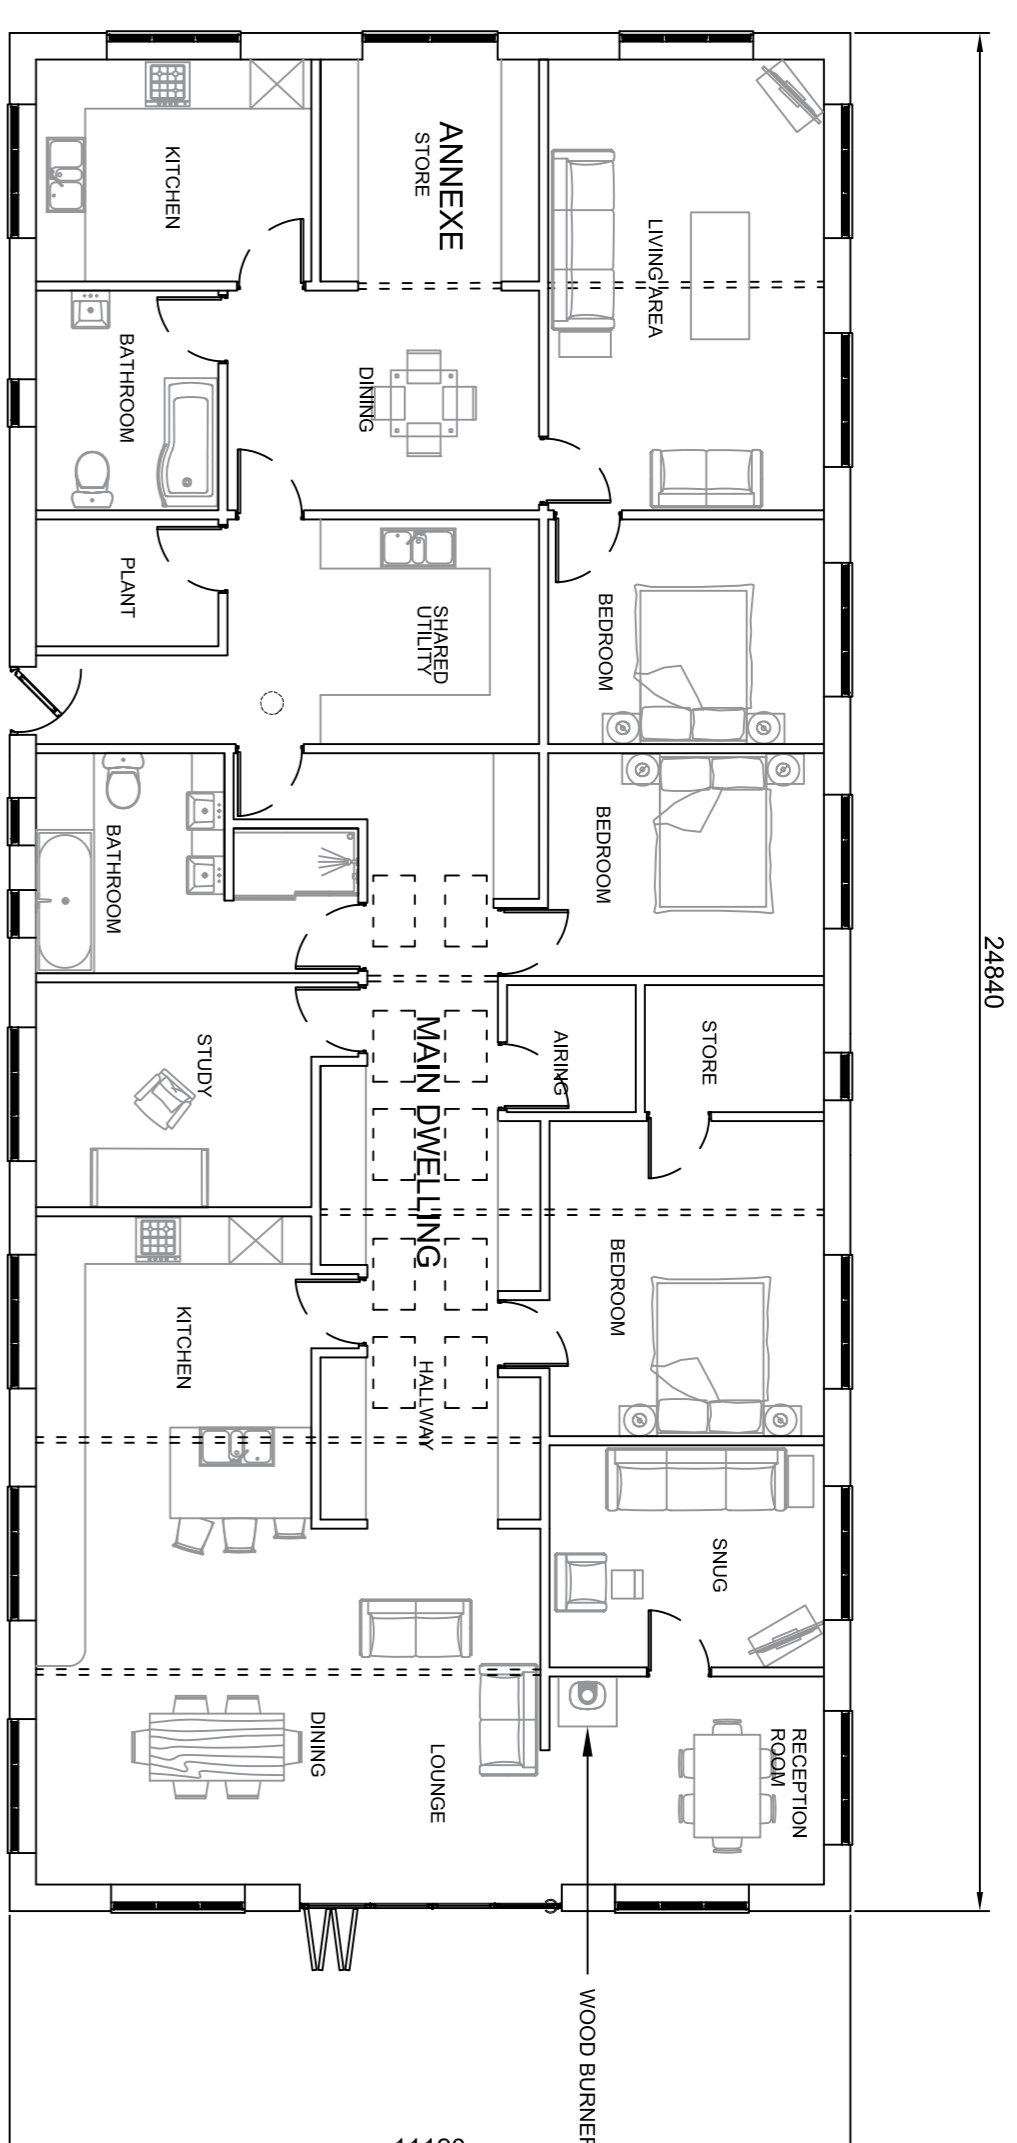 KITCHEN
ANNEXE
STORE
LIVING AREA
BATHROOM
DINING
PLANT
SHARED
UTILITY
BEDROOM
BATHROOM
BEDROOM
24840
STUDY
MAIN DWELLING
AIRING
STORE
KITCHEN
HALLWAY
BEDROOM
SNUG
DINING
LOUNGE
RECEPTION
ROOM
WOOD BURNER